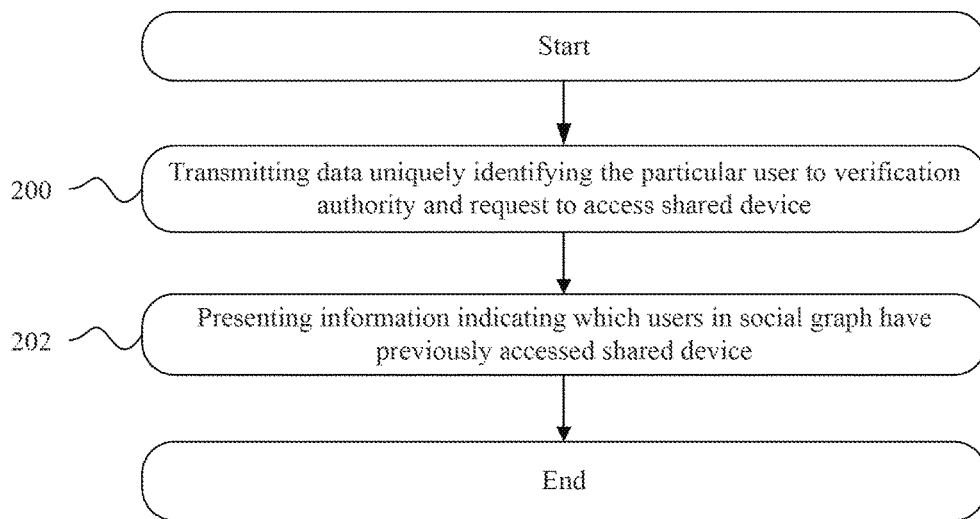 Start
200
Transmitting data uniquely identifying the particular user to verification
authority and request to access shared device
202
Presenting information indicating which users in social graph have
previously accessed shared device
End